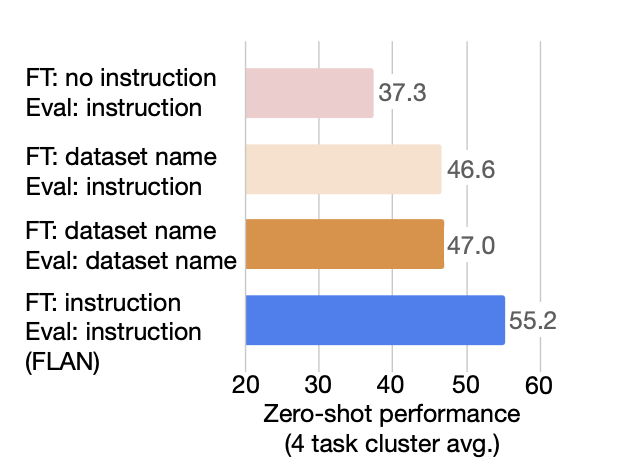 FT: no instruction
Eval: instruction
37.3
FT: dataset name
Eval: instruction
46.6
FT: dataset name
Eval: dataset name
47.0
FT: instruction
Eval: instruction
(FLAN)
55.2
20 30 40 50 60
Zero-shot performance
(4 task cluster avg.)